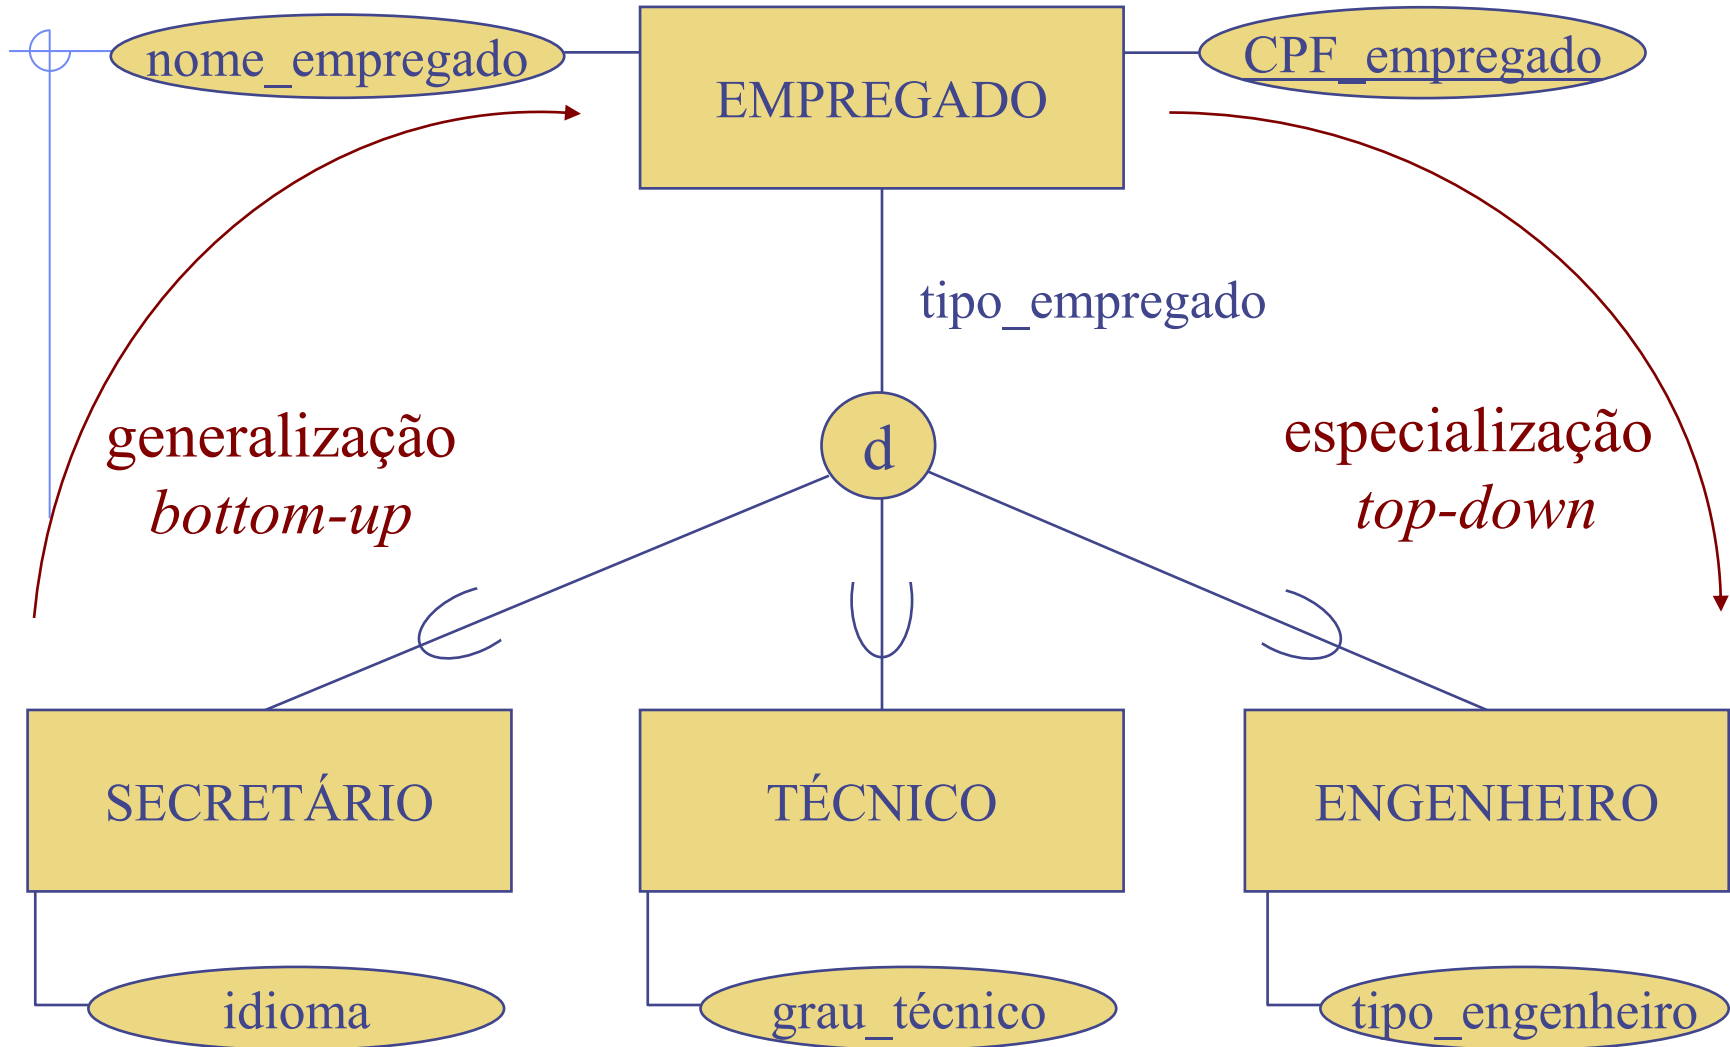 nome_empregado
CPF_empregado
EMPREGADO
tipo_empregado
generalização
bottom-up
d
especialização
top-down
SECRETÁRIO
TÉCNICO
ENGENHEIRO
idioma
grau_técnico
tipo_engenheiro